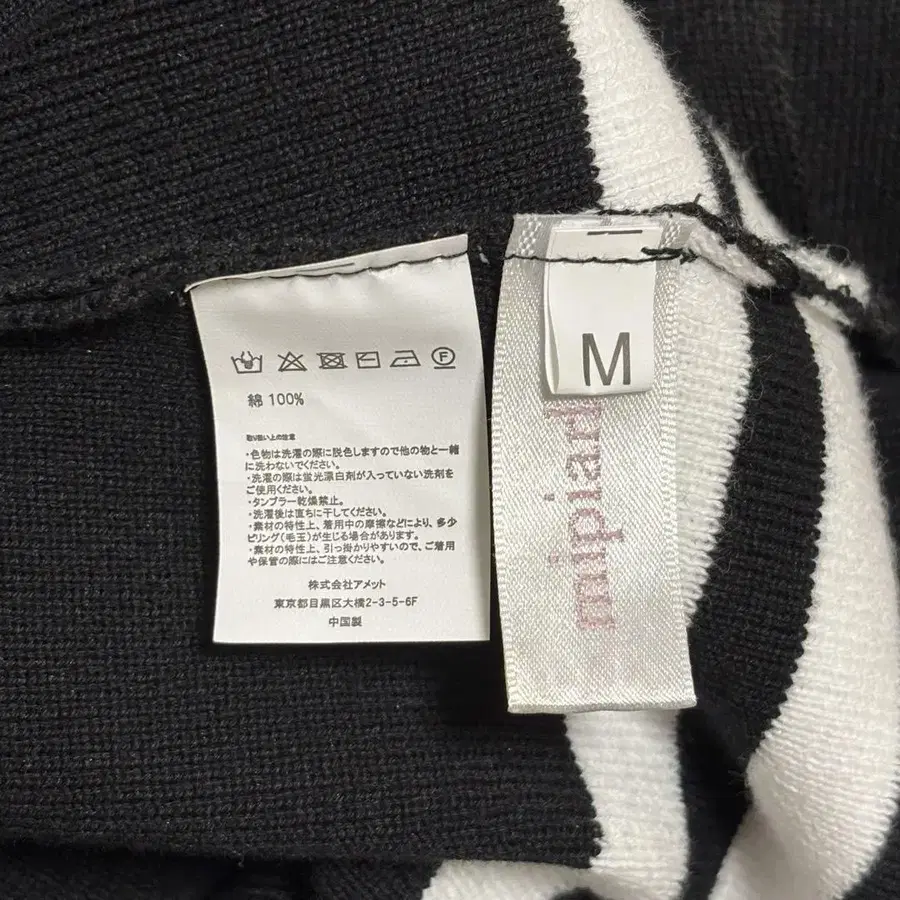 綿 100%
取り扱い上の注意
・色物は洗濯の際に脱色しますので他の物と一緒
に洗わないでください。
・洗濯の際は蛍光漂白剤が入っていない洗剤を
ご使用ください。
・タンブラー乾燥禁止。
・洗濯後は直ちに干してください。
・素材の特性上、着用中の摩擦などにより、多少
ピリング(毛玉)が生じる場合があります。
・素材の特性上、引っ掛かりやすいので、ご着用
や保管の際にはご注意ください。
株式会社アメット
東京都目黒区大橋2-3-5-6F
中国製
M